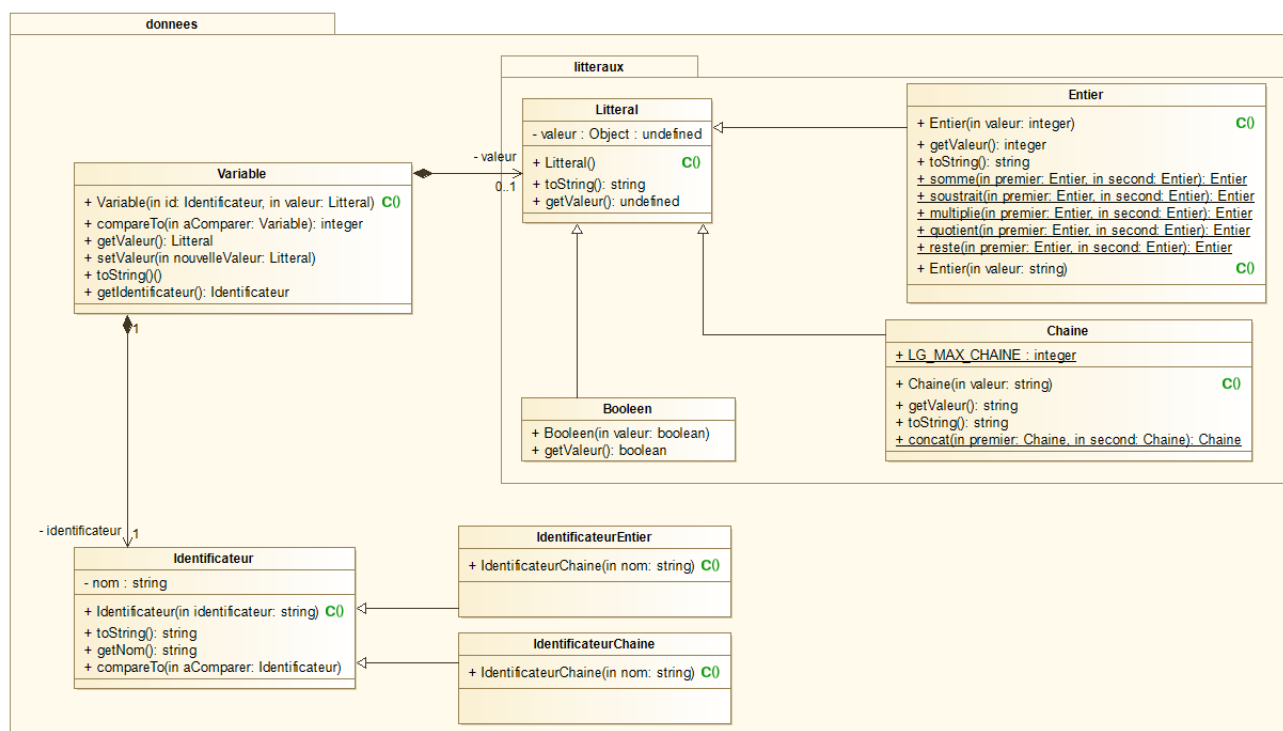 donnees
litteraux
Litteral
- valeur : Object : undefined
+ Litteral() C()
+ toString(): string
+ getValeur(): undefined
Entier
+ Entier(in valeur: integer) C()
+ getValeur(): integer
+ toString(): string
+ somme(in premier: Entier, in second: Entier): Entier
+ soustrait(in premier: Entier, in second: Entier): Entier
+ multiplie(in premier: Entier, in second: Entier): Entier
+ quotient(in premier: Entier, in second: Entier): Entier
+ reste(in premier: Entier, in second: Entier): Entier
+ Entier(in valeur: string) C()
- valeur
0..1
Variable
+ Variable(in id: Identificateur, in valeur: Litteral) C()
+ compareTo(in aComparer: Variable): integer
+ getValeur(): Litteral
+ setValeur(in nouvelleValeur: Litteral)
+ toString()()
+ getIdentificateur(): Identificateur
1
Chaine
+ LG_MAX_CHAINE : integer
+ Chaine(in valeur: string) C()
+ getValeur(): string
+ toString(): string
+ concat(in premier: Chaine, in second: Chaine): Chaine
Booleen
+ Booleen(in valeur: boolean)
+ getValeur(): boolean
- identificateur
1
Identificateur
- nom : string
+ Identificateur(in identificateur: string) C()
+ toString(): string
+ getNom(): string
+ compareTo(in aComparer: Identificateur)
IdentificateurEntier
+ IdentificateurChaine(in nom: string) C()
IdentificateurChaine
+ IdentificateurChaine(in nom: string) C()